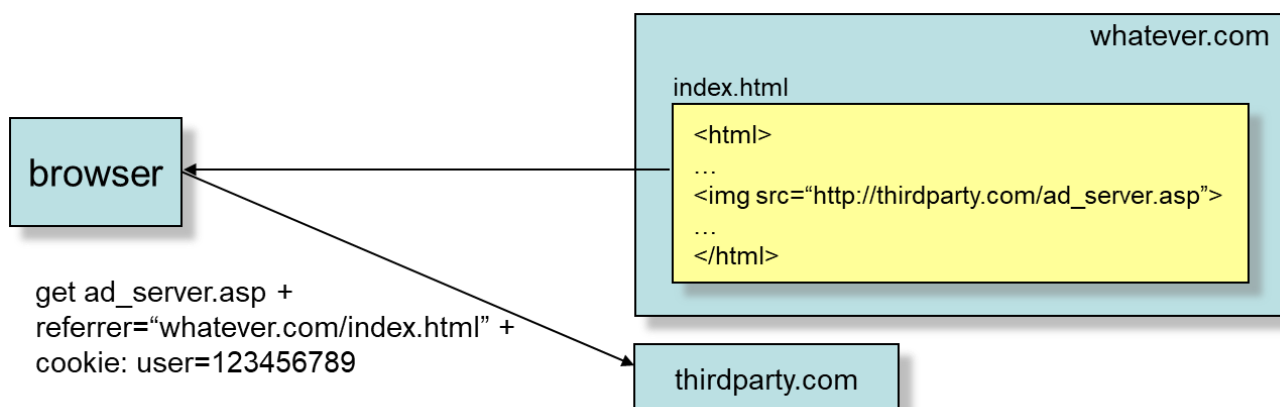 whatever.com
index.html
<html>
…
<img src=“http://thirdparty.com/ad_server.asp”>
…
</html>
browser
get ad_server.asp +
referrer=“whatever.com/index.html” +
cookie: user=123456789
thirdparty.com